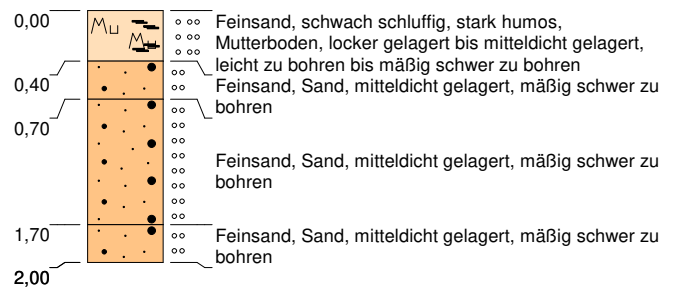 0,00
Feinsand, schwach schluffig, stark humos,
Mutterboden, locker gelagert bis mitteldicht gelagert,
leicht zu bohren bis mäßig schwer zu bohren
Mu
Mu
0,40
Feinsand, Sand, mitteldicht gelagert, mäßig schwer zu
bohren
0,70
Feinsand, Sand, mitteldicht gelagert, mäßig schwer zu
bohren
1,70
Feinsand, Sand, mitteldicht gelagert, mäßig schwer zu
bohren
2,00